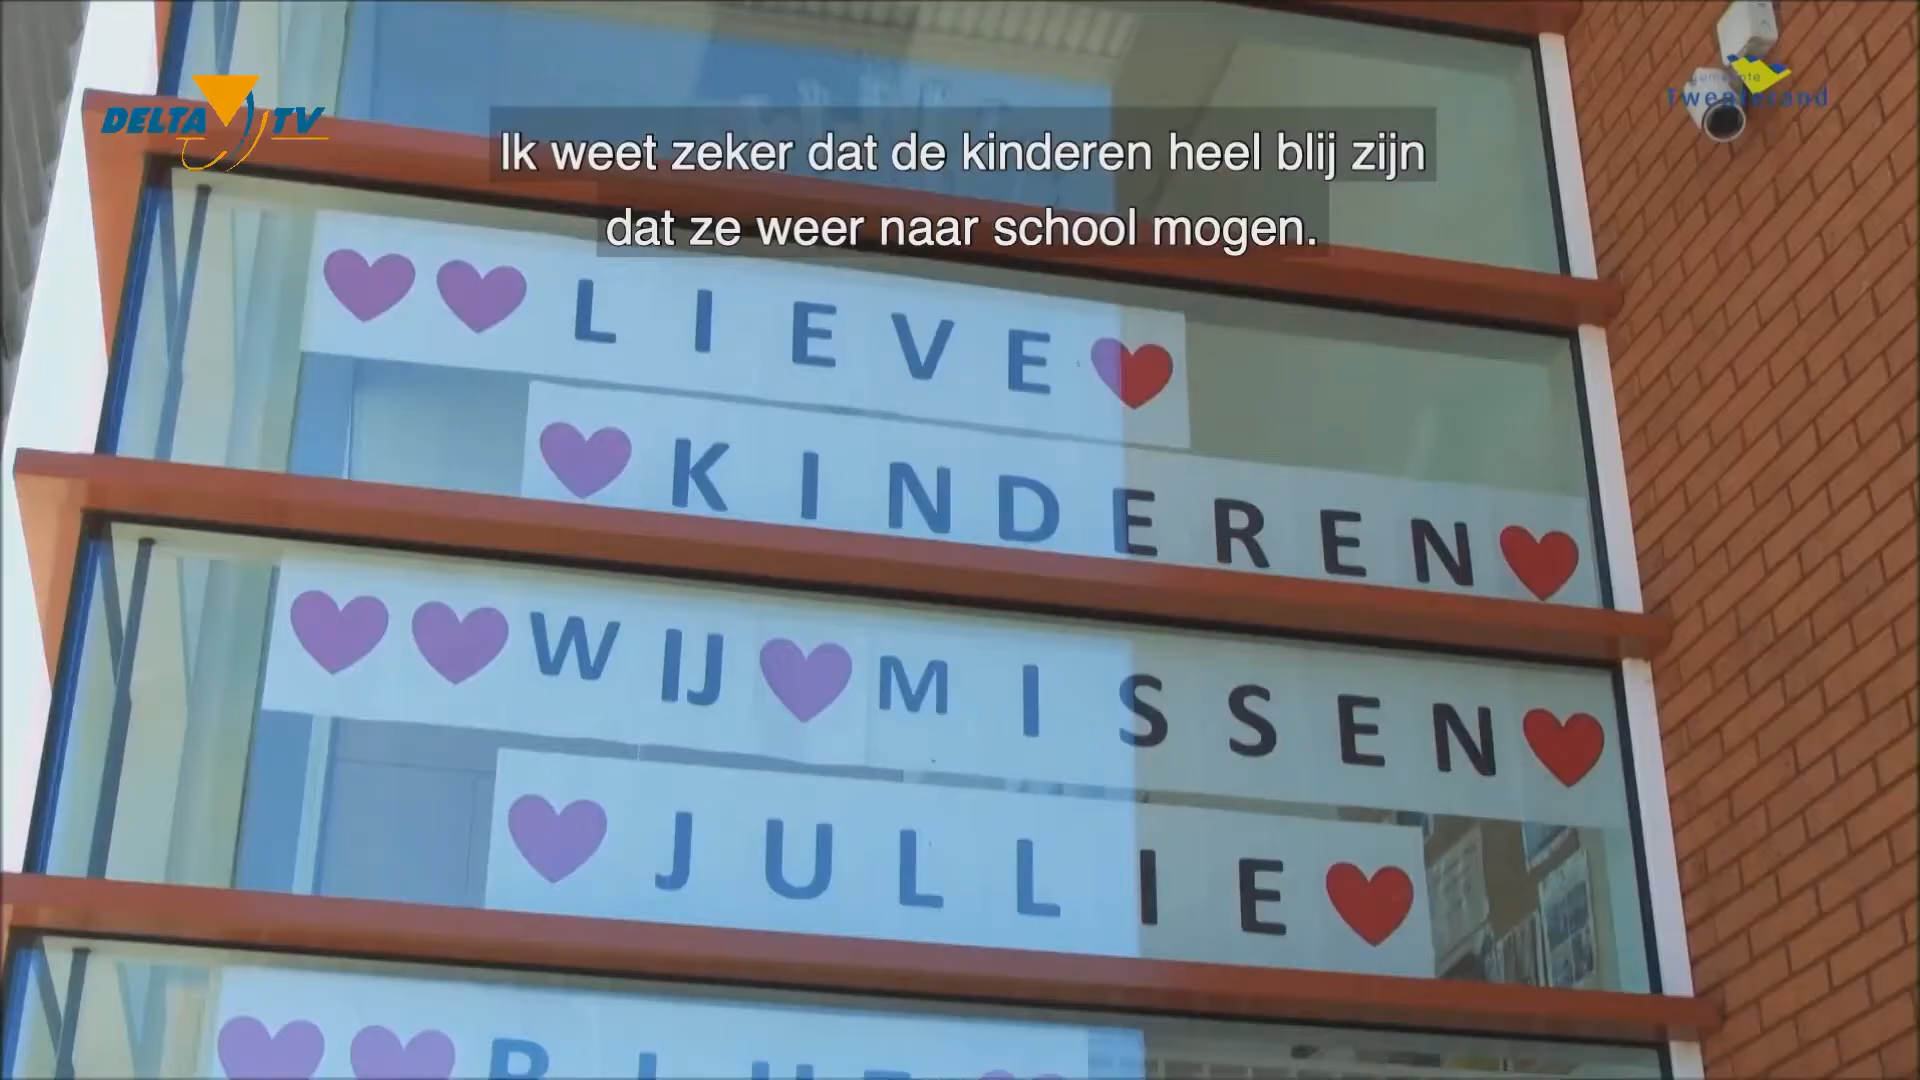 DELTA TV
gemeente
Twenterand
Ik weet zeker dat de kinderen heel blij zijn
dat ze weer naar school mogen.
LIEVE
KINDEREN
WIJ MISSEN
JULLIE